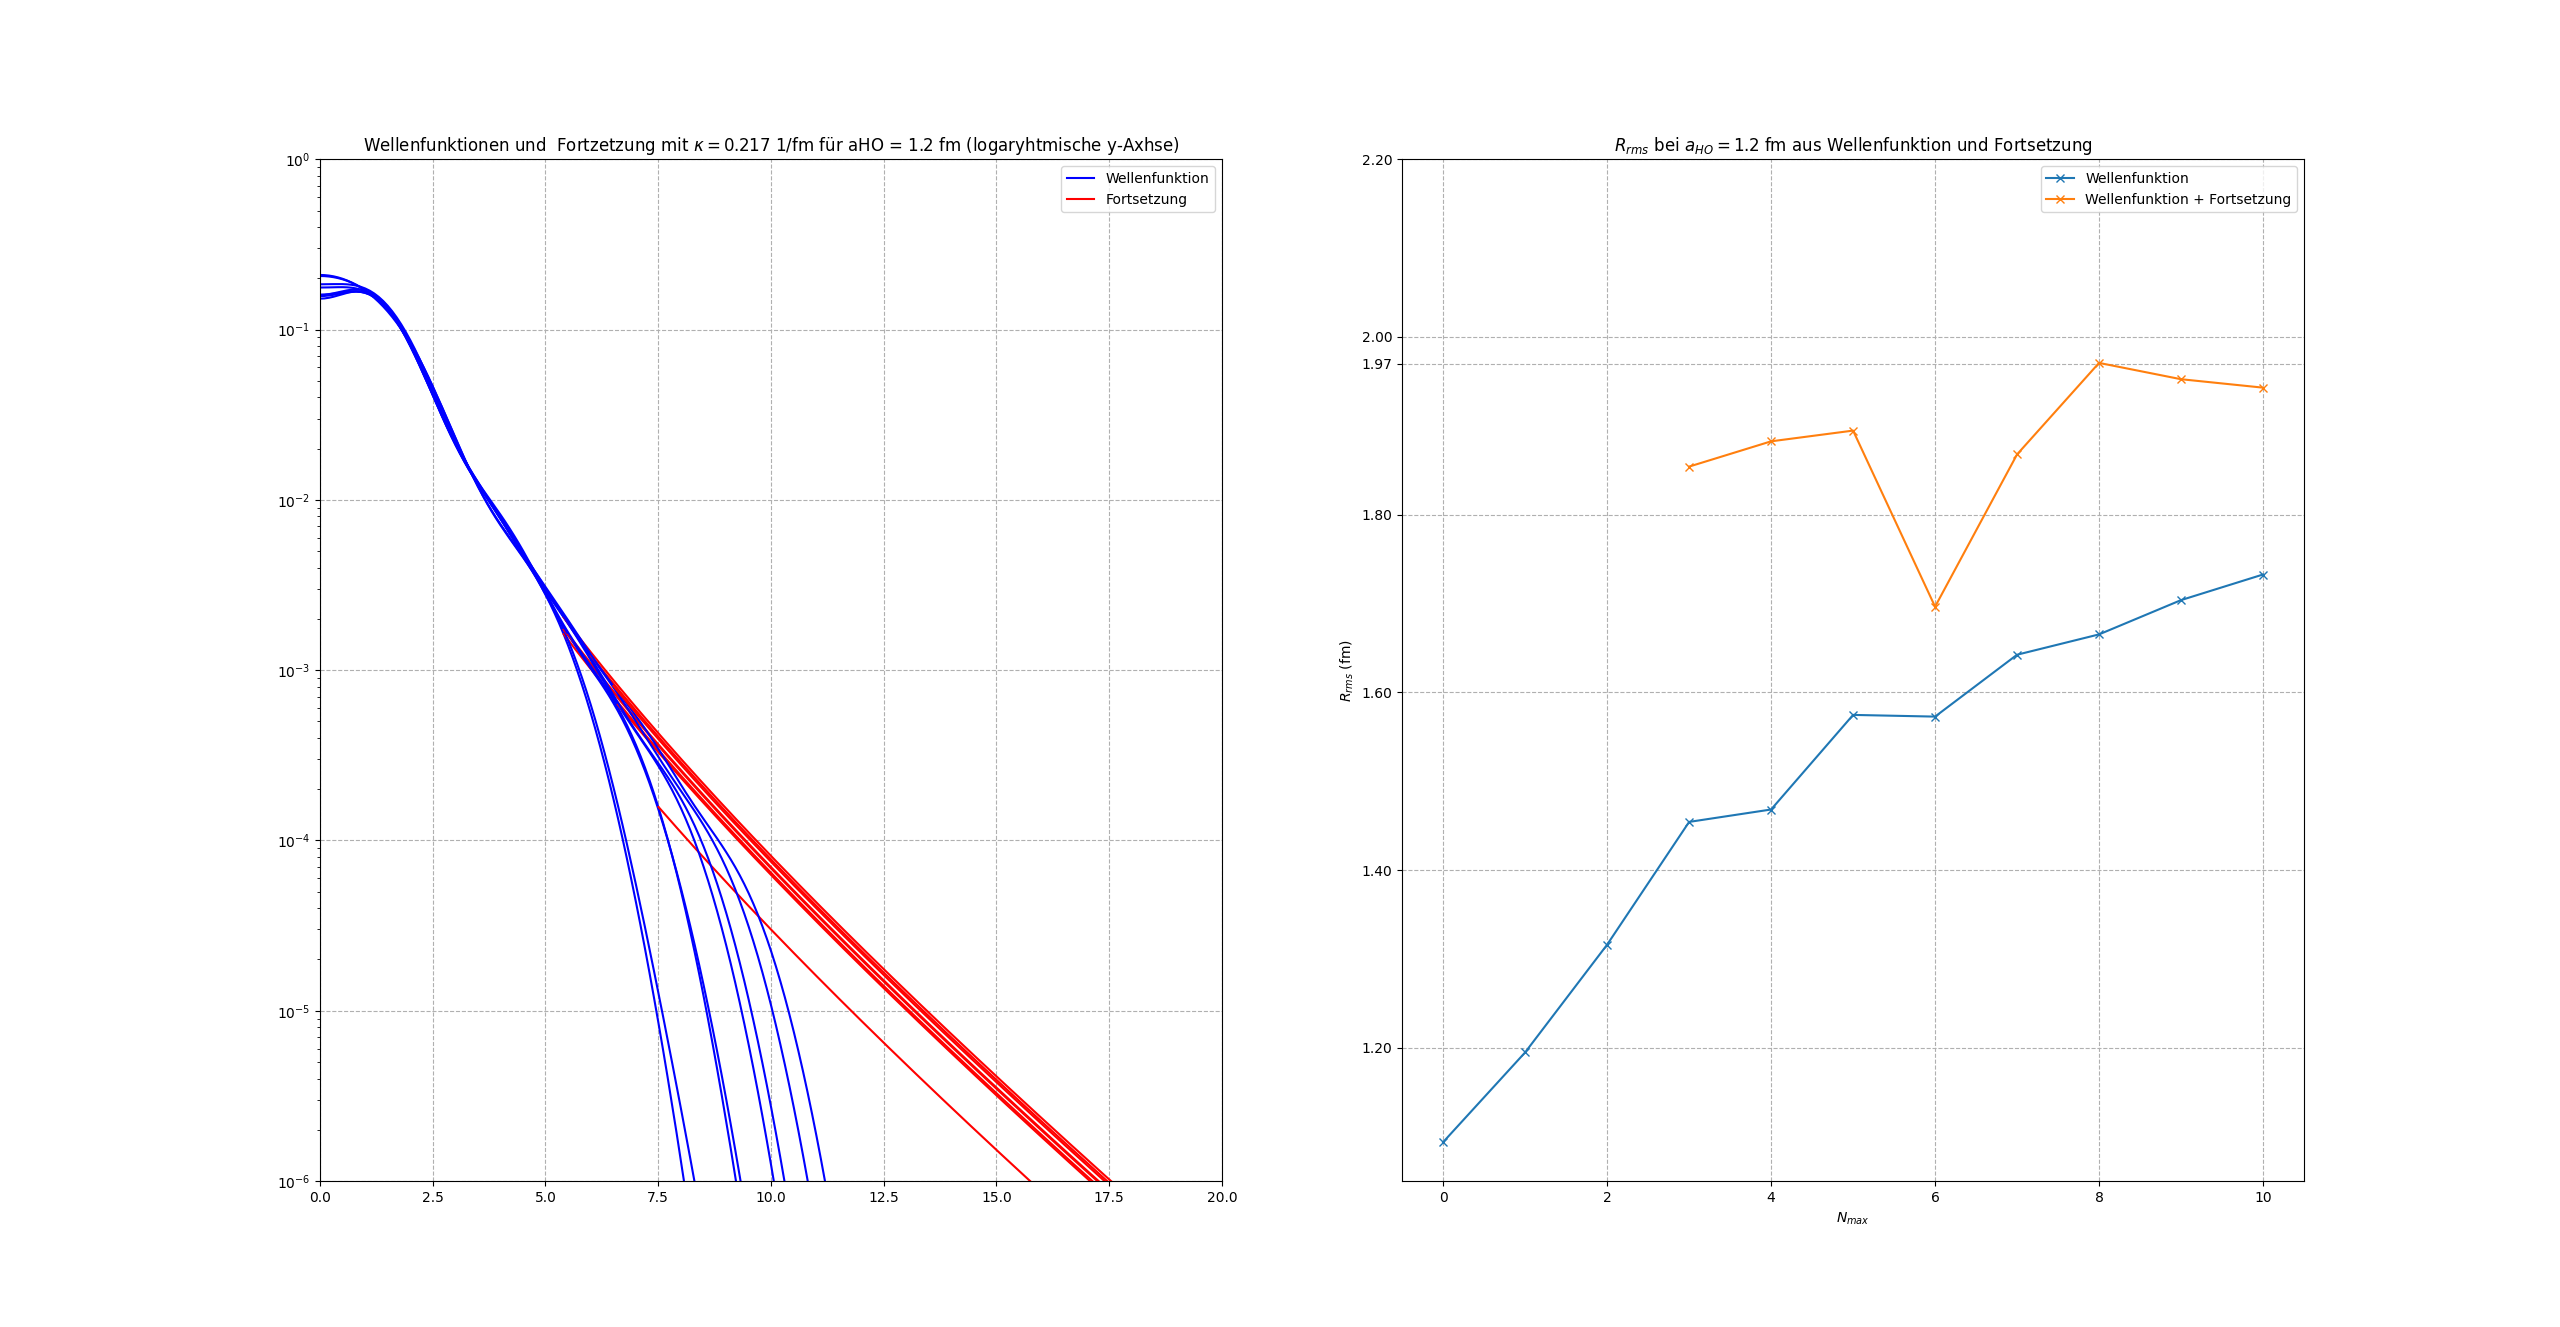 Wellenfunktionen und  Fortzetzung mit κ = 0.217 1/fm für aHO = 1.2 fm (logaryhtmische y-Axhse)
10⁰
10⁻¹
10⁻²
10⁻³
10⁻⁴
10⁻⁵
10⁻⁶
Wellenfunktion
Fortsetzung
0.0 2.5 5.0 7.5 10.0 12.5 15.0 17.5 20.0
R_rms bei a_HO = 1.2 fm aus Wellenfunktion und Fortsetzung
2.20
2.00
1.97
1.80
1.60
1.40
1.20
R_rms (fm)
Wellenfunktion
Wellenfunktion + Fortsetzung
0 2 4 6 8 10
N_max